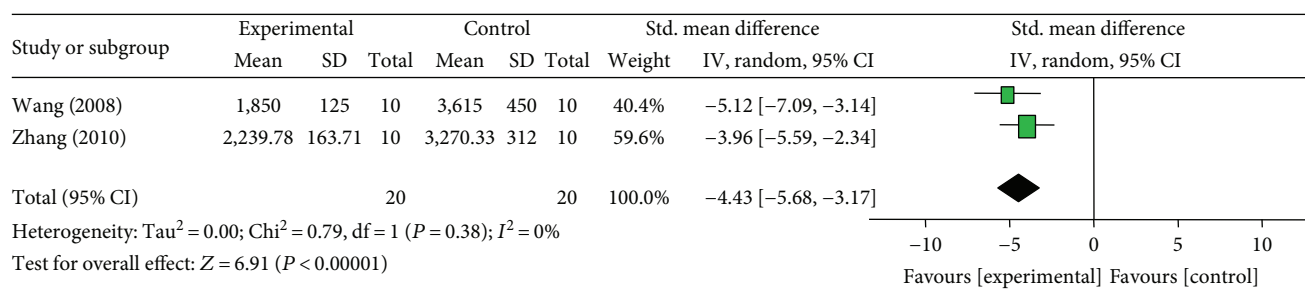 Study or subgroup Experimental Control Std. mean difference Std. mean difference
Mean SD Total Mean SD Total Weight IV, random, 95% CI IV, random, 95% CI
Wang (2008) 1,850 125 10 3,615 450 10 40.4% −5.12 [−7.09, −3.14]
Zhang (2010) 2,239.78 163.71 10 3,270.33 312 10 59.6% −3.96 [−5.59, −2.34]
Total (95% CI) 20 20 100.0% −4.43 [−5.68, −3.17]
Heterogeneity: Tau² = 0.00; Chi² = 0.79, df = 1 (P = 0.38); I² = 0%
Test for overall effect: Z = 6.91 (P < 0.00001)
−10 −5 0 5 10
Favours [experimental] Favours [control]